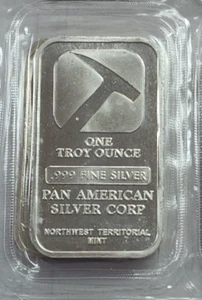 ONE
TROY OUNCE
.999 FINE SILVER
PAN AMERICAN
SILVER CORP
NORTHWEST TERRITORIAL
MINT